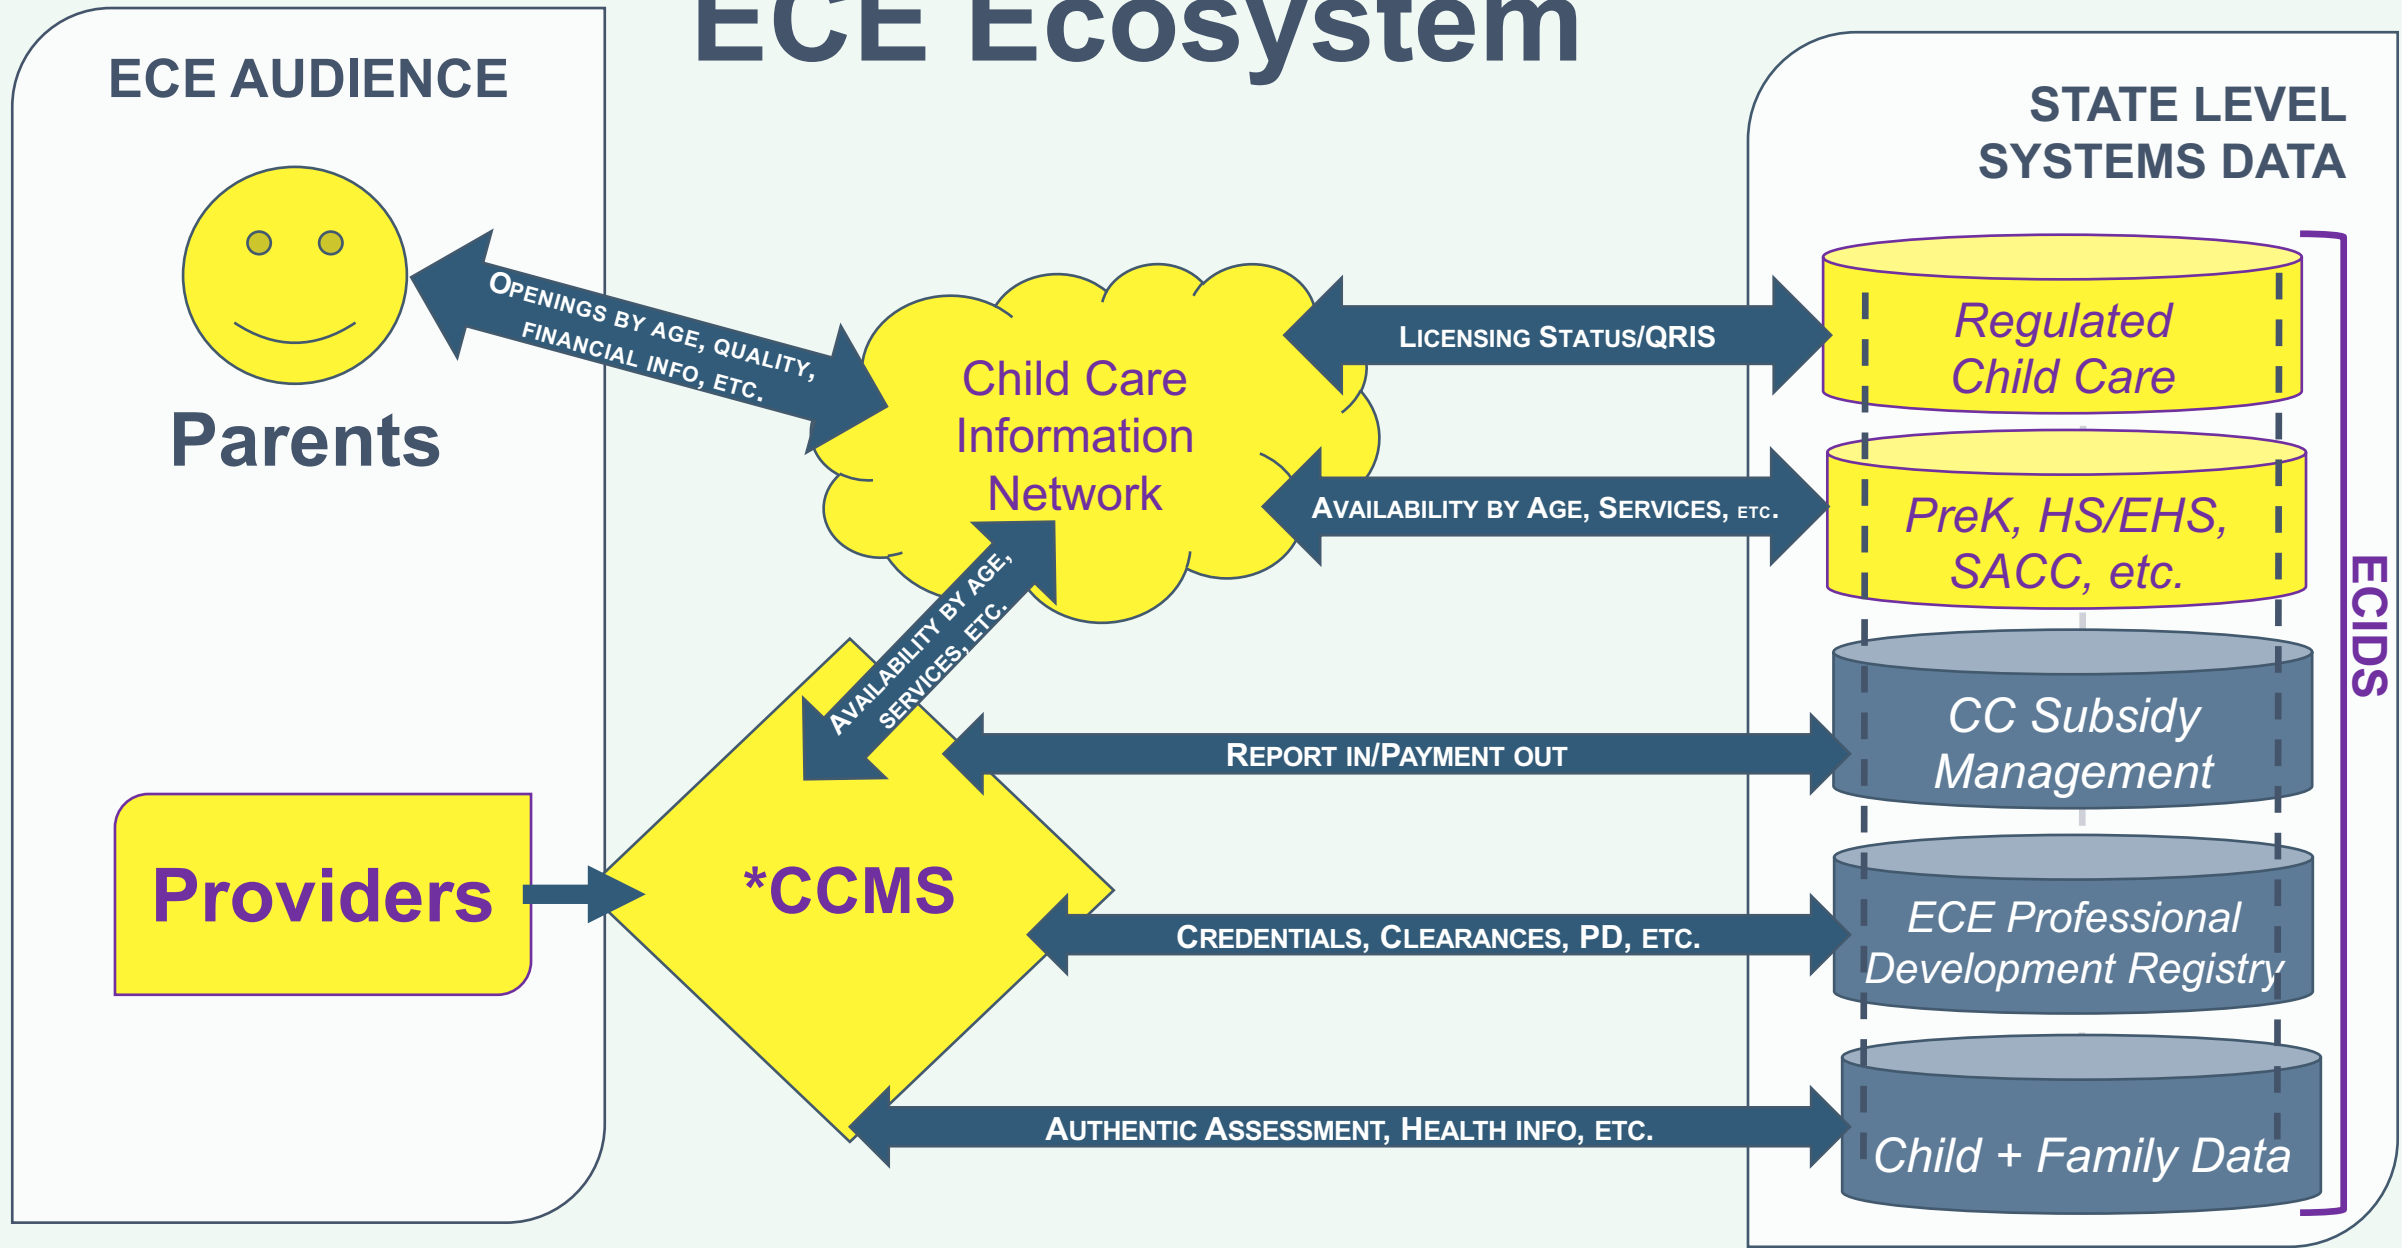 ECE Ecosystem
ECE AUDIENCE
Parents
Providers
OPENINGS BY AGE, QUALITY,
FINANCIAL INFO, ETC.
Child Care
Information
Network
AVAILABILITY BY AGE,
SERVICES, ETC.
*CCMS
LICENSING STATUS/QRIS
AVAILABILITY BY AGE, SERVICES, ETC.
REPORT IN/PAYMENT OUT
CREDENTIALS, CLEARANCES, PD, ETC.
AUTHENTIC ASSESSMENT, HEALTH INFO, ETC.
STATE LEVEL
SYSTEMS DATA
Regulated
Child Care
PreK, HS/EHS,
SACC, etc.
CC Subsidy
Management
ECE Professional
Development Registry
Child + Family Data
ECIDS